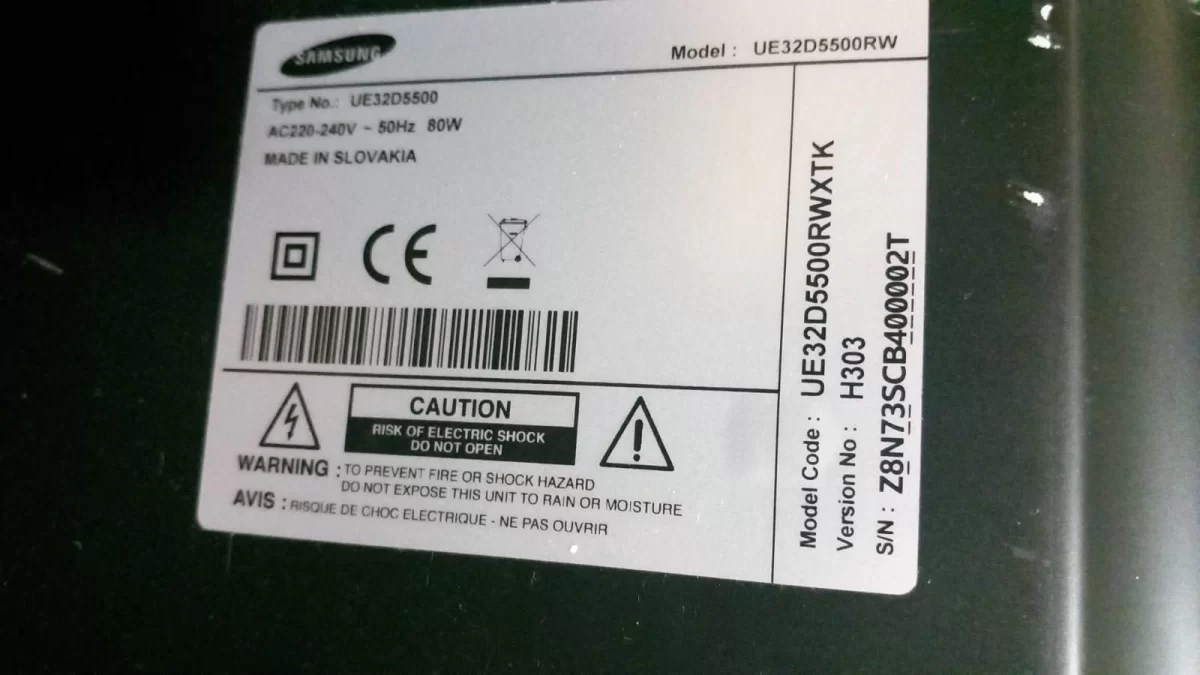 SAMSUNG
Model : UE32D5500RW
Type No.: UE32D5500
AC220-240V ~ 50Hz 80W
MADE IN SLOVAKIA
CE
CAUTION
RISK OF ELECTRIC SHOCK
DO NOT OPEN
WARNING : TO PREVENT FIRE OR SHOCK HAZARD
DO NOT EXPOSE THIS UNIT TO RAIN OR MOISTURE
AVIS : RISQUE DE CHOC ELECTRIQUE - NE PAS OUVRIR
Model Code : UE32D5500RWXTK
Version No : H303
S/N : Z8N73SCB400002T